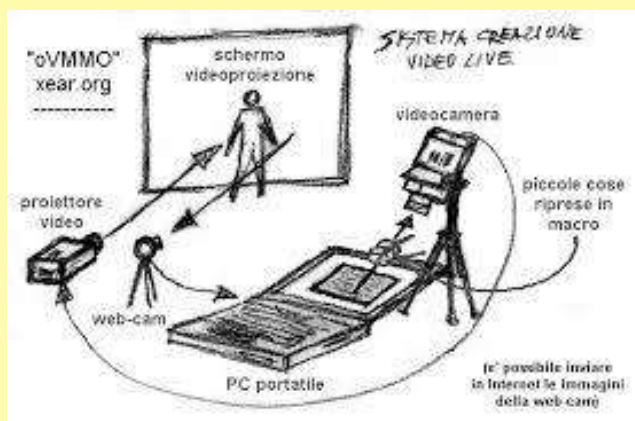 "oVMMO"
xear.org
------------
schermo
videoproiezione
SISTEMA CREAZIONE
VIDEO LIVE
videocamera
proiettore
video
piccole cose
riprese in
macro
web-cam
PC portatile
(e' possibile inviare
in Internet le immagini
della web-cam)